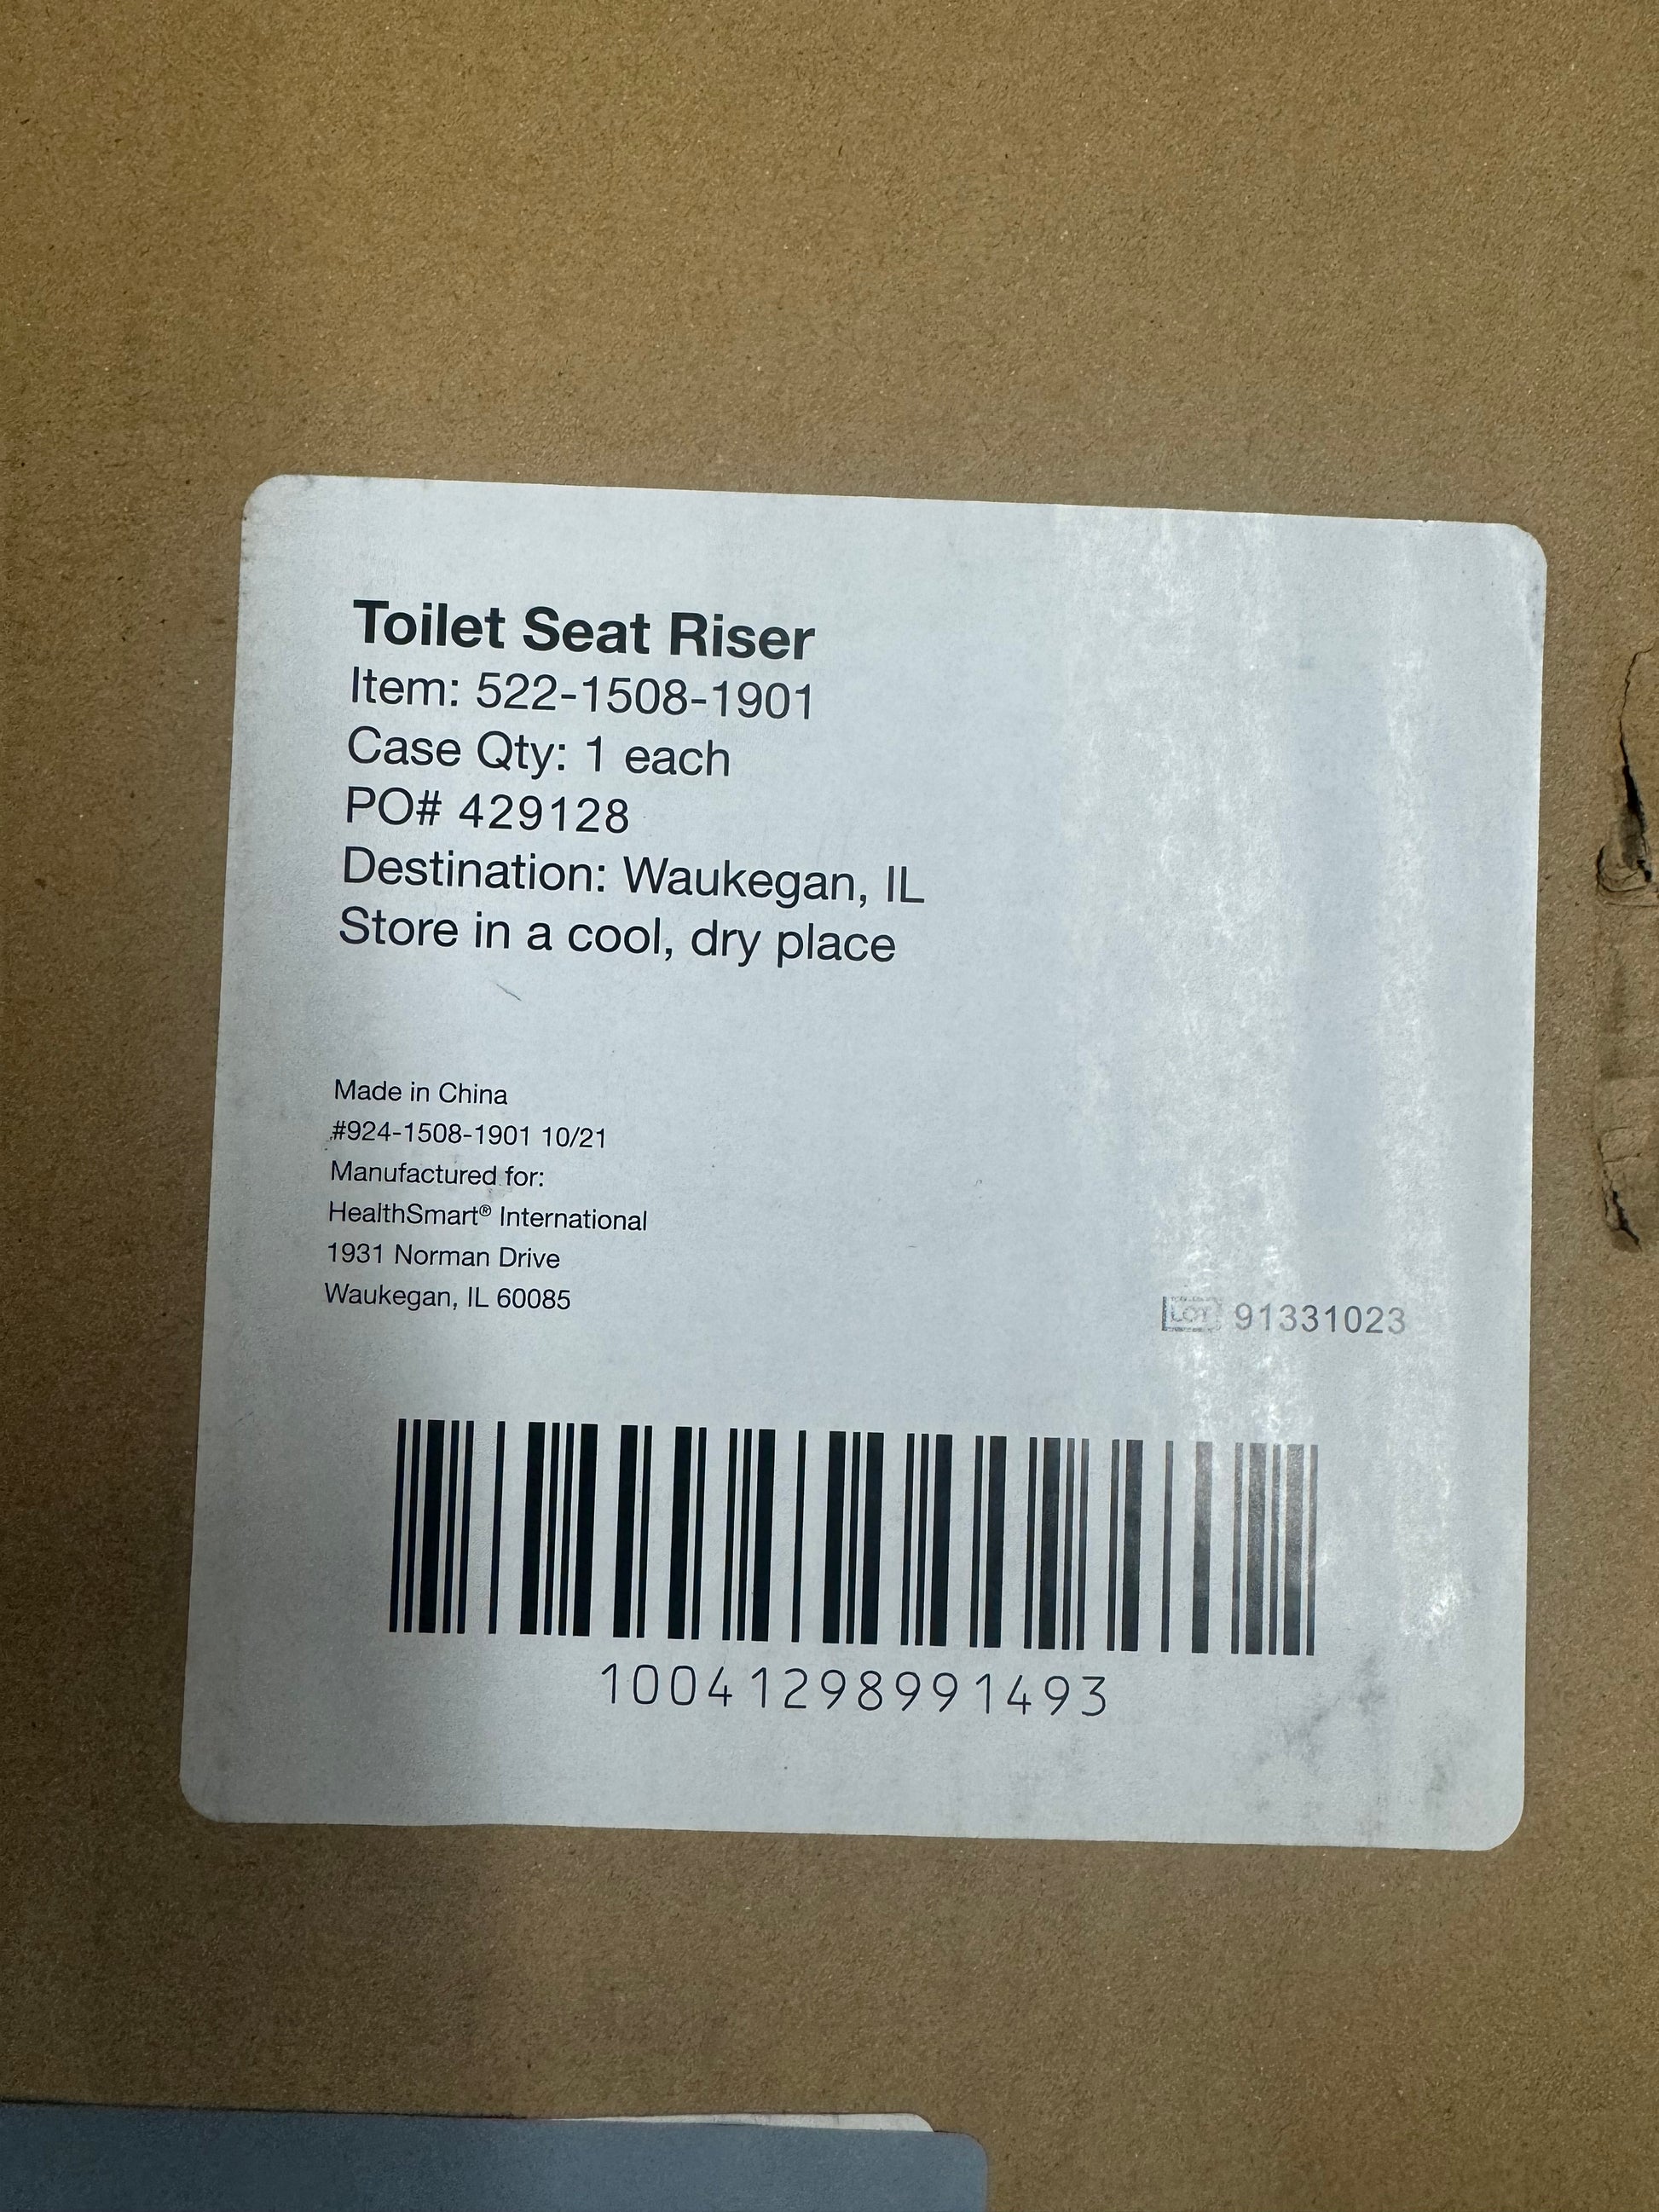 Toilet Seat Riser
Item: 522-1508-1901
Case Qty: 1 each
PO# 429128
Destination: Waukegan, IL
Store in a cool, dry place
Made in China
#924-1508-1901 10/21
Manufactured for:
HealthSmart® International
1931 Norman Drive
Waukegan, IL 60085
LOT 91331023
10041298991493